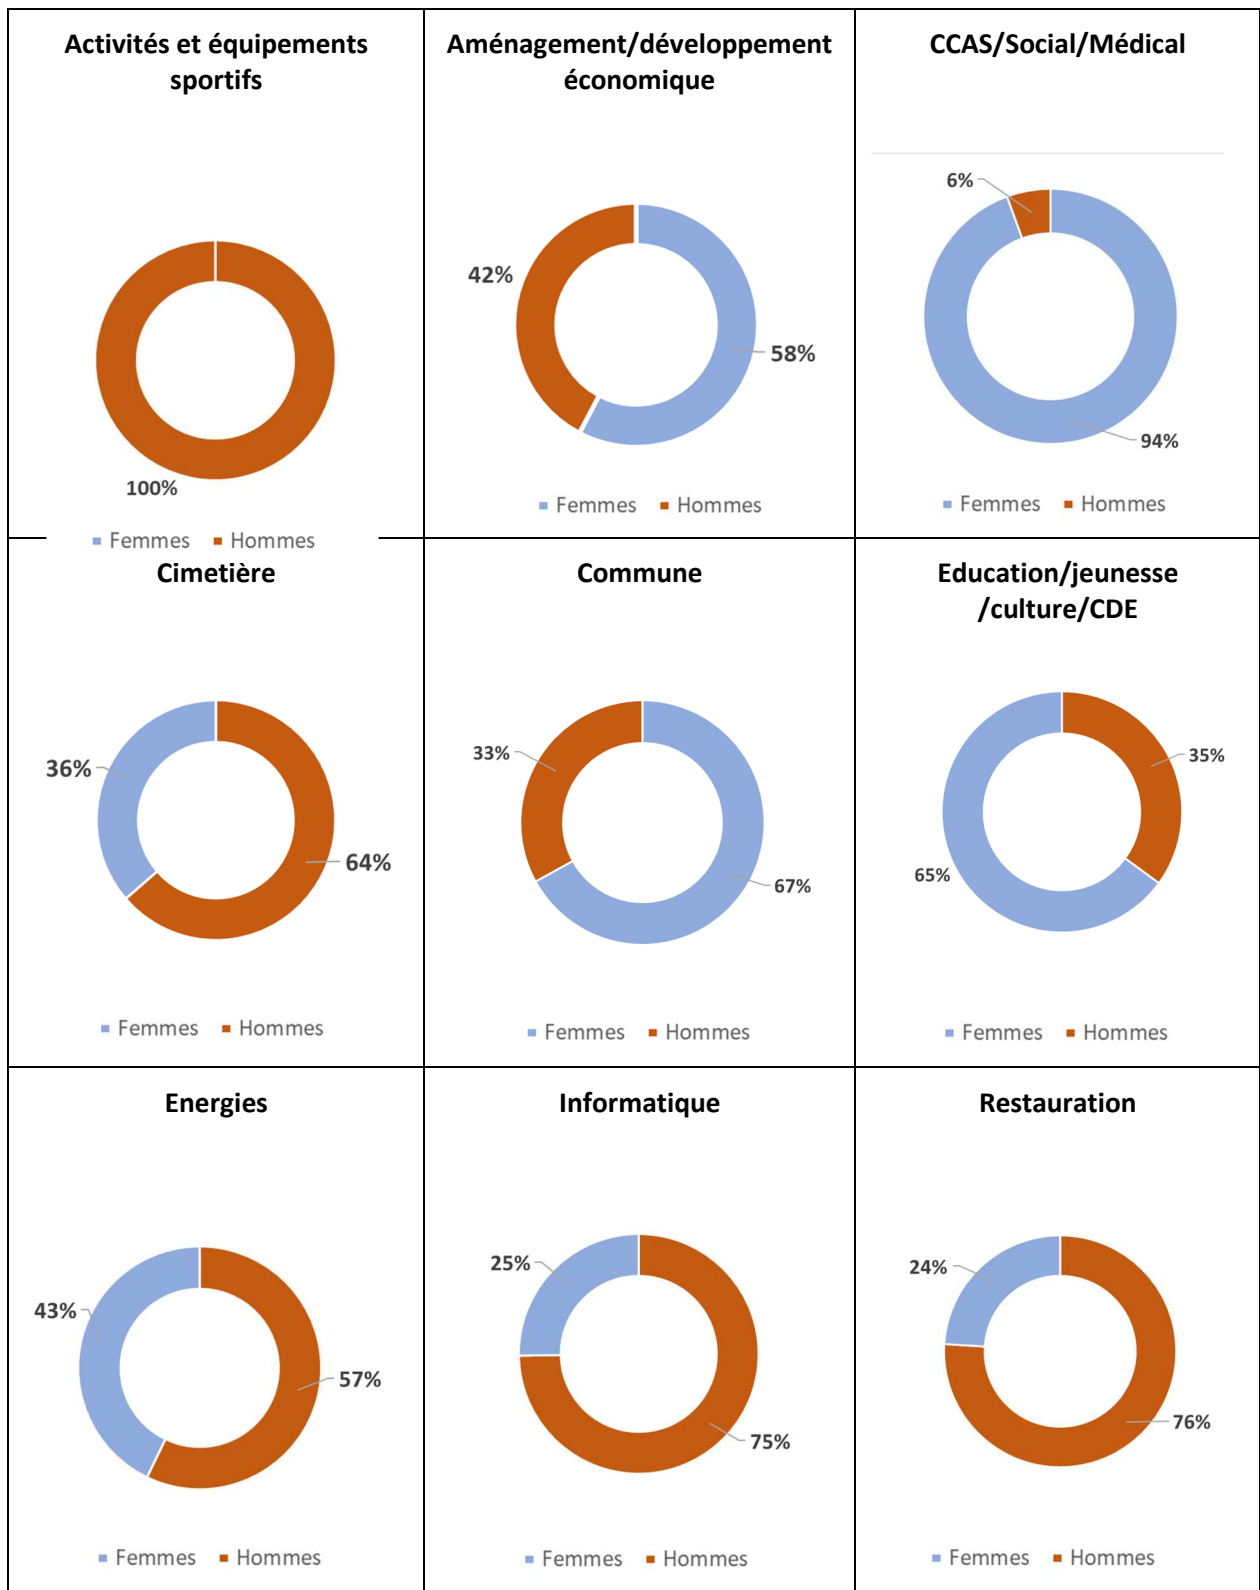 Activités et équipements
sportifs
100%
Femmes Hommes
Aménagement/développement
économique
42%
58%
Femmes Hommes
CCAS/Social/Médical
6%
94%
Femmes Hommes
Cimetière
36%
64%
Femmes Hommes
Commune
33%
67%
Femmes Hommes
Education/jeunesse
/culture/CDE
35%
65%
Femmes Hommes
Energies
43%
57%
Femmes Hommes
Informatique
25%
75%
Femmes Hommes
Restauration
24%
76%
Femmes Hommes